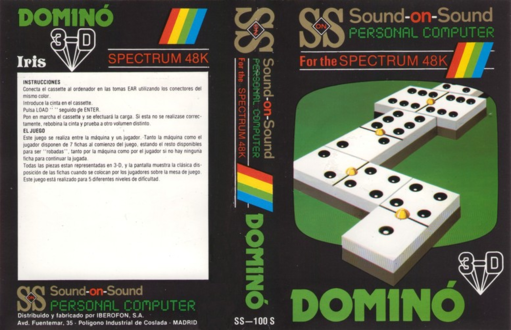 DOMINÓ
3-D
Iris
SPECTRUM 48K
INSTRUCCIONES
Conecta el cassette al ordenador en las tomas EAR utilizando los conectores del
mismo color.
Introduce la cinta en el cassette.
Pulsa LOAD " " seguido de ENTER.
Pon en marcha el cassette y se efectuará la carga. Si esta no se realizase correc-
tamente, rebobina la cinta y prueba a otro volumen distinto.
EL JUEGO
Este juego se realiza entre la máquina y un jugador. Tanto la máquina como el
jugador disponen de 7 fichas al comienzo del juego, estando el resto disponibles
para ser "robadas", tanto por la máquina como por el jugador si no hay ninguna
ficha para continuar la jugada.
Todas las piezas estan representadas en 3-D, y la pantalla muestra la clásica dis-
posición de las fichas cuando se colocan por los jugadores sobre la mesa de juego.
Este juego está realizado para 5 diferentes niveles de dificultad.
SS Sound-on-Sound
PERSONAL COMPUTER
Distribuido y fabricado por IBEROFON, S.A.
Avd. Fuentemar, 35 - Polígono Industrial de Coslada - MADRID
SS Sound-on-Sound
PERSONAL COMPUTER
For the SPECTRUM 48K
DOMINÓ
SS—100 S
SS ON Sound-on-Sound
PERSONAL COMPUTER
For the SPECTRUM 48K
3-D
DOMINÓ